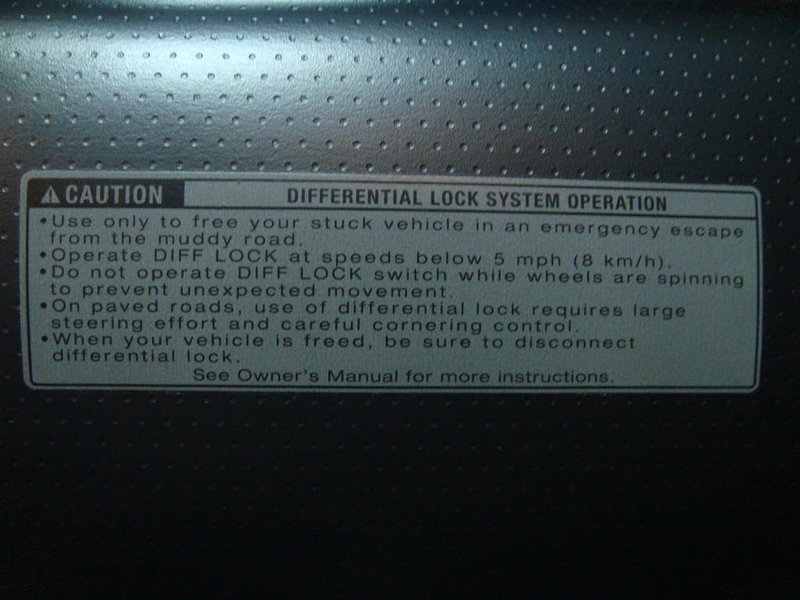 CAUTION DIFFERENTIAL LOCK SYSTEM OPERATION
•Use only to free your stuck vehicle in an emergency escape
from the muddy road.
•Operate DIFF LOCK at speeds below 5 mph (8 km/h).
•Do not operate DIFF LOCK switch while wheels are spinning
to prevent unexpected movement.
•On paved roads, use of differential lock requires large
steering effort and careful cornering control.
•When your vehicle is freed, be sure to disconnect
differential lock.
See Owner's Manual for more instructions.